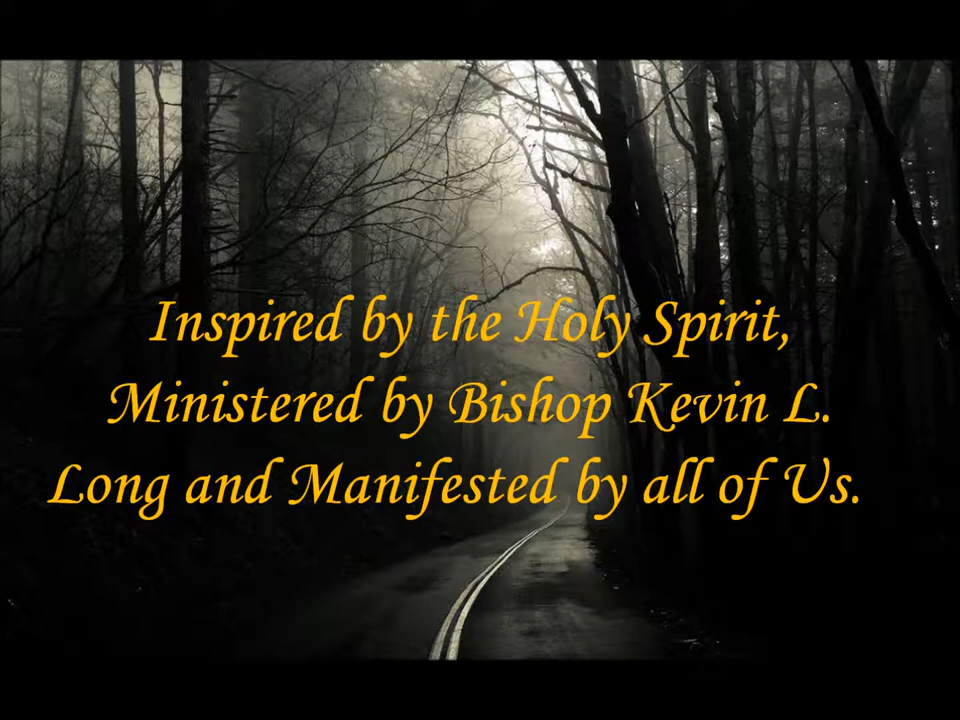 Inspired by the Holy Spirit,
Ministered by Bishop Kevin L.
Long and Manifested by all of Us.